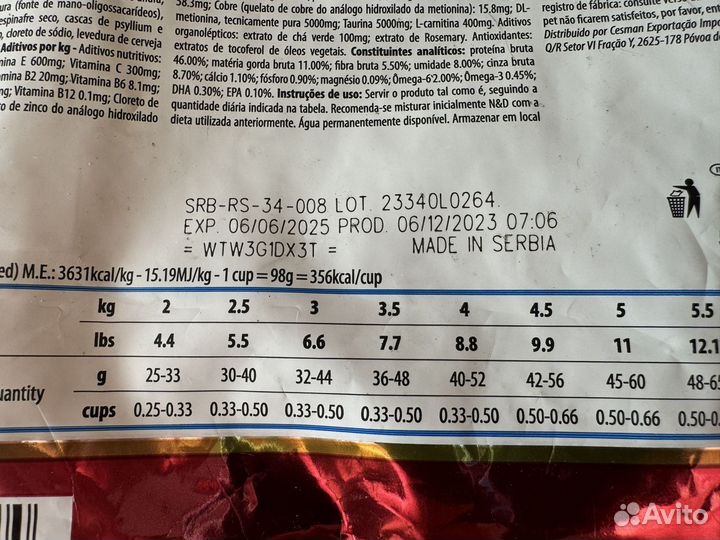 ura (fonte de mano-oligossacarídeos),
espinafre seco, cascas de psyllium e
o, cloreto de sódio, levedura de cerveja
Aditivos por kg - Aditivos nutritivos:
mina E 600mg; Vitamina C 300mg;
a B2 20mg; Vitamina B6 8.1mg;
g; Vitamina B12 0.1mg; Cloreto de
o de zinco do análogo hidroxilado
58.3mg; Cobre (quelato de cobre do análogo hidroxilado da metionina): 15,8mg; DL-
metionina, tecnicamente pura 5000mg; Taurina 5000mg; L-carnitina 400mg. Aditivos
organolépticos: extrato de chá verde 100mg; extrato de Rosemary. Antioxidantes:
extratos de tocoferol de óleos vegetais. Constituintes analíticos: proteína bruta
46.00%; matéria gorda bruta 11.00%; fibra bruta 5.50%; umidade 8.00%; cinza bruta
8.70%; cálcio 1.10%; fósforo 0.90%; magnésio 0.09%; Ômega-6 2.00%; Ômega-3 0.45%;
DHA 0.30%; EPA 0.10%. Instruções de uso: Servir o produto tal como é, seguindo a
quantidade diária indicada na tabela. Recomenda-se misturar inicialmente N&D com a
dieta utilizada anteriormente. Água permanentemente disponível. Armazenar em local
registro de fábrica: consulte
pet não ficarem satisfeitos, por favor, en
Distribuido por Cesman Exportação Impor
Q/R Setor VI Fração Y, 2625-178 Póvoa d
SRB-RS-34-008 LOT. 23340L0264.
EXP. 06/06/2025 PROD. 06/12/2023 07:06
= WTW3G1DX3T = MADE IN SERBIA
ed) M.E.: 3631kcal/kg - 15.19MJ/kg - 1 cup = 98g = 356kcal/cup
kg 2 2.5 3 3.5 4 4.5 5 5.5
lbs 4.4 5.5 6.6 7.7 8.8 9.9 11 12.1
uantity
g 25-33 30-40 32-44 36-48 40-52 42-56 45-60 48-6
cups 0.25-0.33 0.33-0.50 0.33-0.50 0.33-0.50 0.33-0.50 0.50-0.66 0.50-0.66 0.50-0.
Avito